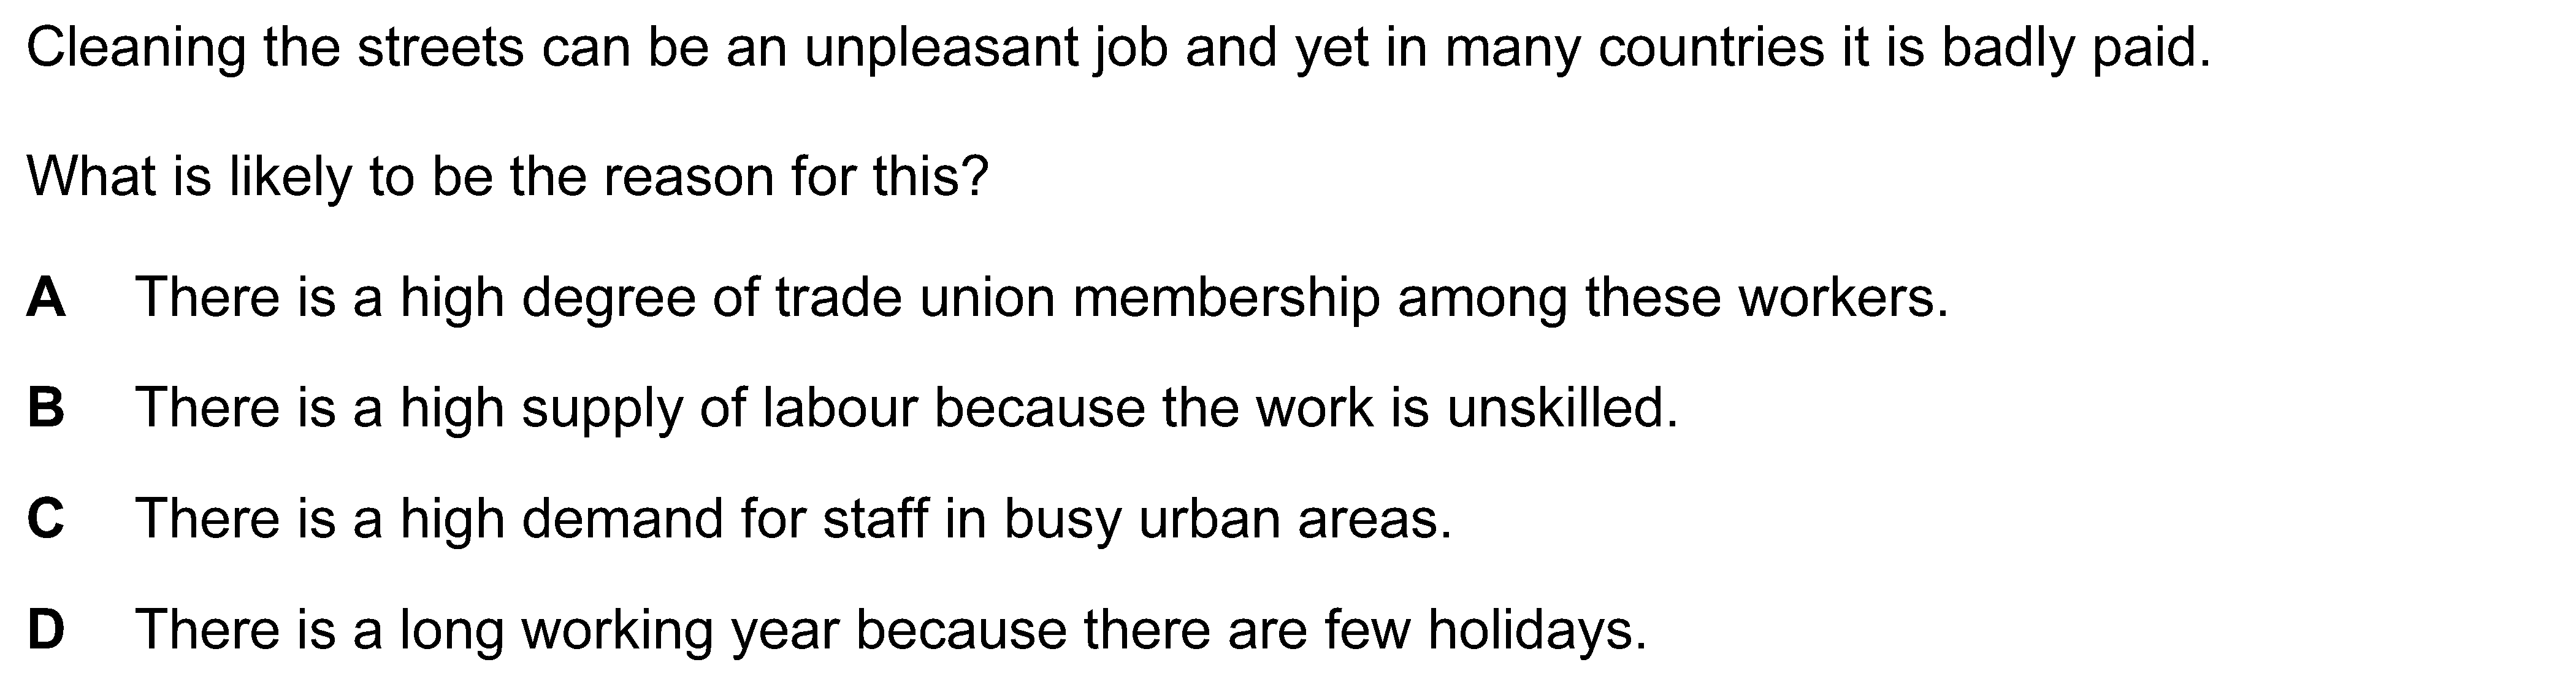 Cleaning the streets can be an unpleasant job and yet in many countries it is badly paid.
What is likely to be the reason for this?
A There is a high degree of trade union membership among these workers.
B There is a high supply of labour because the work is unskilled.
C There is a high demand for staff in busy urban areas.
D There is a long working year because there are few holidays.